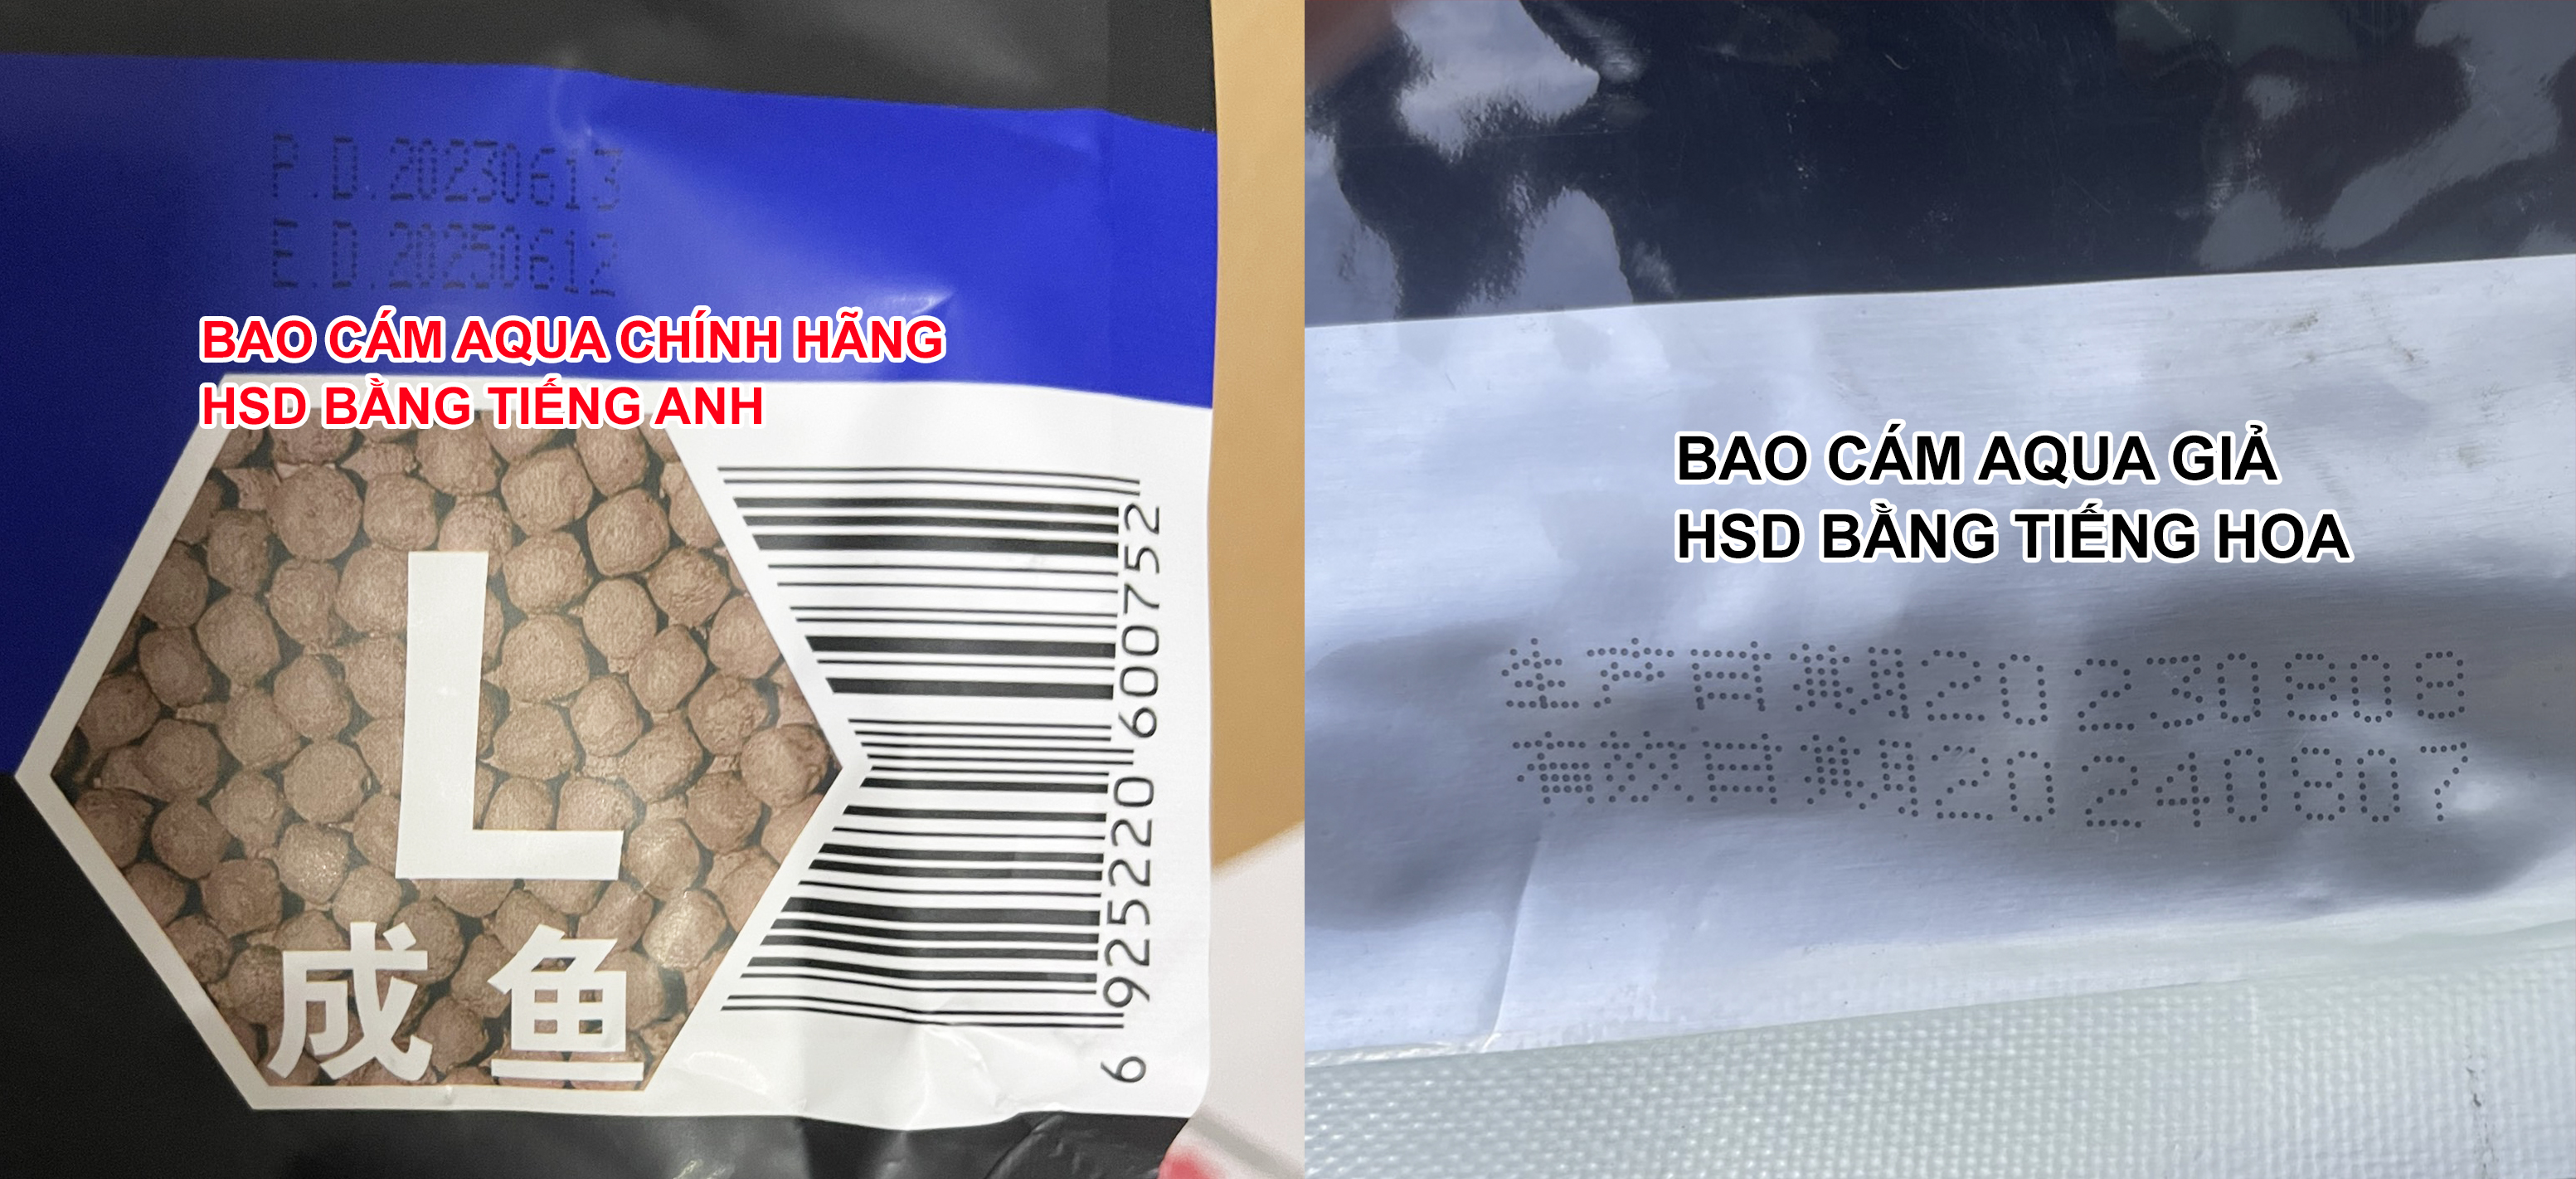 P.D.20230613
E.D.20250612
BAO CÁM AQUA CHÍNH HÃNG
HSD BẰNG TIẾNG ANH
L
成鱼
6 925220 600752
BAO CÁM AQUA GIẢ
HSD BẰNG TIẾNG HOA
生产日期20230808
有效日期20240807